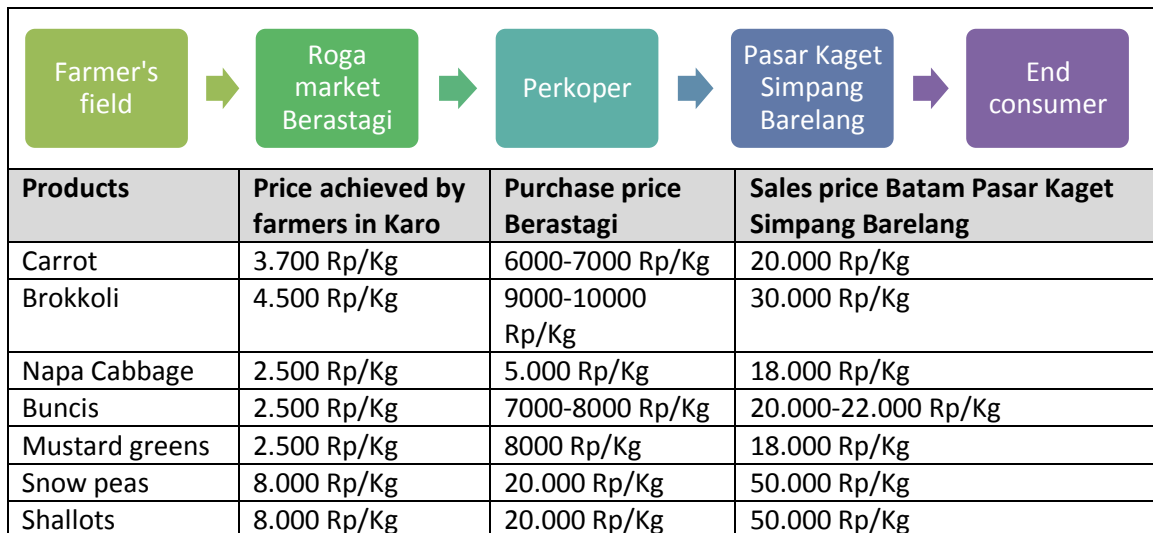 Farmer's
field
Roga
market
Berastagi
Perkoper
Pasar Kaget
Simpang
Barelang
End
consumer
Products Price achieved by farmers in Karo Purchase price Berastagi Sales price Batam Pasar Kaget Simpang Barelang
Carrot 3.700 Rp/Kg 6000-7000 Rp/Kg 20.000 Rp/Kg
Brokkoli 4.500 Rp/Kg 9000-10000 Rp/Kg 30.000 Rp/Kg
Napa Cabbage 2.500 Rp/Kg 5.000 Rp/Kg 18.000 Rp/Kg
Buncis 2.500 Rp/Kg 7000-8000 Rp/Kg 20.000-22.000 Rp/Kg
Mustard greens 2.500 Rp/Kg 8000 Rp/Kg 18.000 Rp/Kg
Snow peas 8.000 Rp/Kg 20.000 Rp/Kg 50.000 Rp/Kg
Shallots 8.000 Rp/Kg 20.000 Rp/Kg 50.000 Rp/Kg